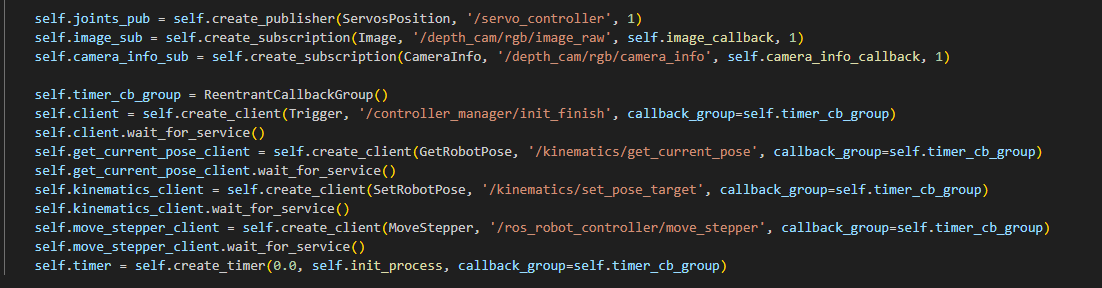 self.joints_pub = self.create_publisher(ServosPosition, '/servo_controller', 1)
self.image_sub = self.create_subscription(Image, '/depth_cam/rgb/image_raw', self.image_callback, 1)
self.camera_info_sub = self.create_subscription(CameraInfo, '/depth_cam/rgb/camera_info', self.camera_info_callback, 1)
self.timer_cb_group = ReentrantCallbackGroup()
self.client = self.create_client(Trigger, '/controller_manager/init_finish', callback_group=self.timer_cb_group)
self.client.wait_for_service()
self.get_current_pose_client = self.create_client(GetRobotPose, '/kinematics/get_current_pose', callback_group=self.timer_cb_group)
self.get_current_pose_client.wait_for_service()
self.kinematics_client = self.create_client(SetRobotPose, '/kinematics/set_pose_target', callback_group=self.timer_cb_group)
self.kinematics_client.wait_for_service()
self.move_stepper_client = self.create_client(MoveStepper, '/ros_robot_controller/move_stepper', callback_group=self.timer_cb_group)
self.move_stepper_client.wait_for_service()
self.timer = self.create_timer(0.0, self.init_process, callback_group=self.timer_cb_group)